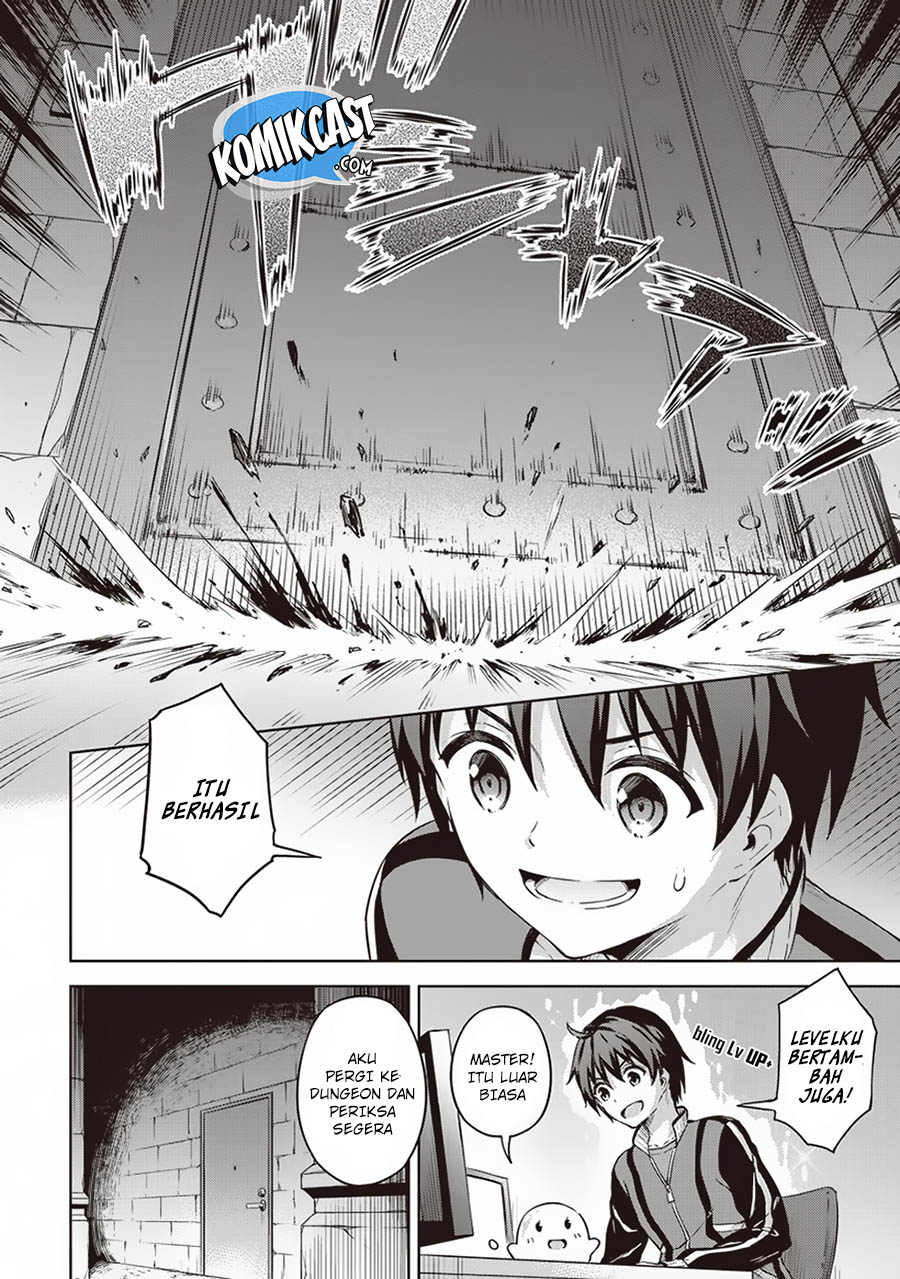 KOMIKCAST
.COM
ITU
BERHASIL
LEVELKU
BERTAM-
BAH
JUGA!
bling Lv UP
MASTER!
ITU LUAR
BIASA
AKU
PERGI KE
DUNGEON DAN
PERIKSA
SEGERA